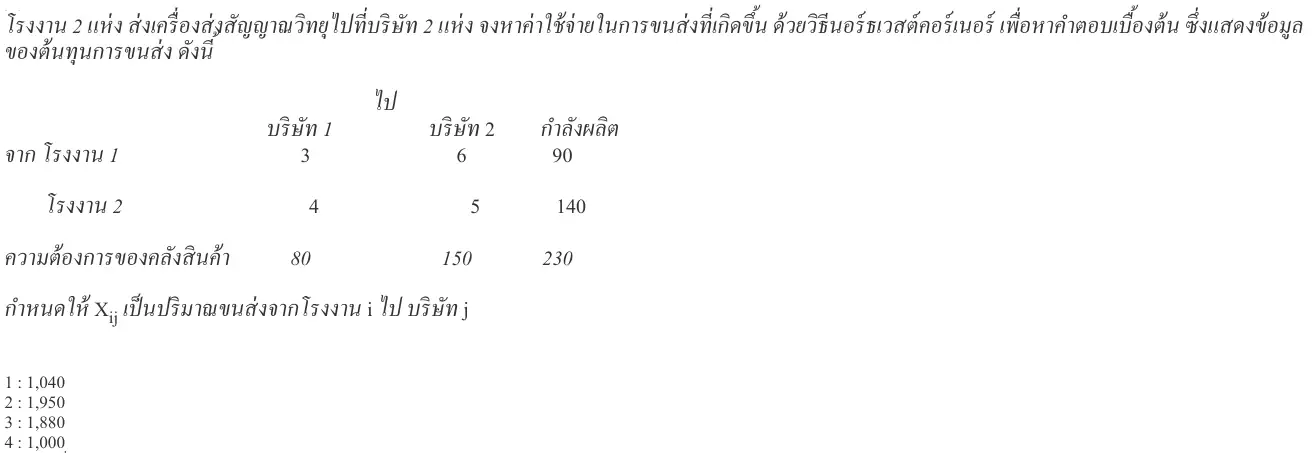 โรงงาน 2 แห่ง ส่งเครื่องส่งสัญญาณวิทยุไปที่บริษัท 2 แห่ง จงหาค่าใช้จ่ายในการขนส่งที่เกิดขึ้น ด้วยวิธีนอร์ธเวสต์คอร์เนอร์ เพื่อหาคำตอบเบื้องต้น ซึ่งแสดงข้อมูล
ของต้นทุนการขนส่ง ดังนี้
ไป
บริษัท 1 บริษัท 2 กำลังผลิต
จาก โรงงาน 1 3 6 90
โรงงาน 2 4 5 140
ความต้องการของคลังสินค้า 80 150 230
กำหนดให้ Xij เป็นปริมาณขนส่งจากโรงงาน i ไป บริษัท j
1 : 1,040
2 : 1,950
3 : 1,880
4 : 1,000